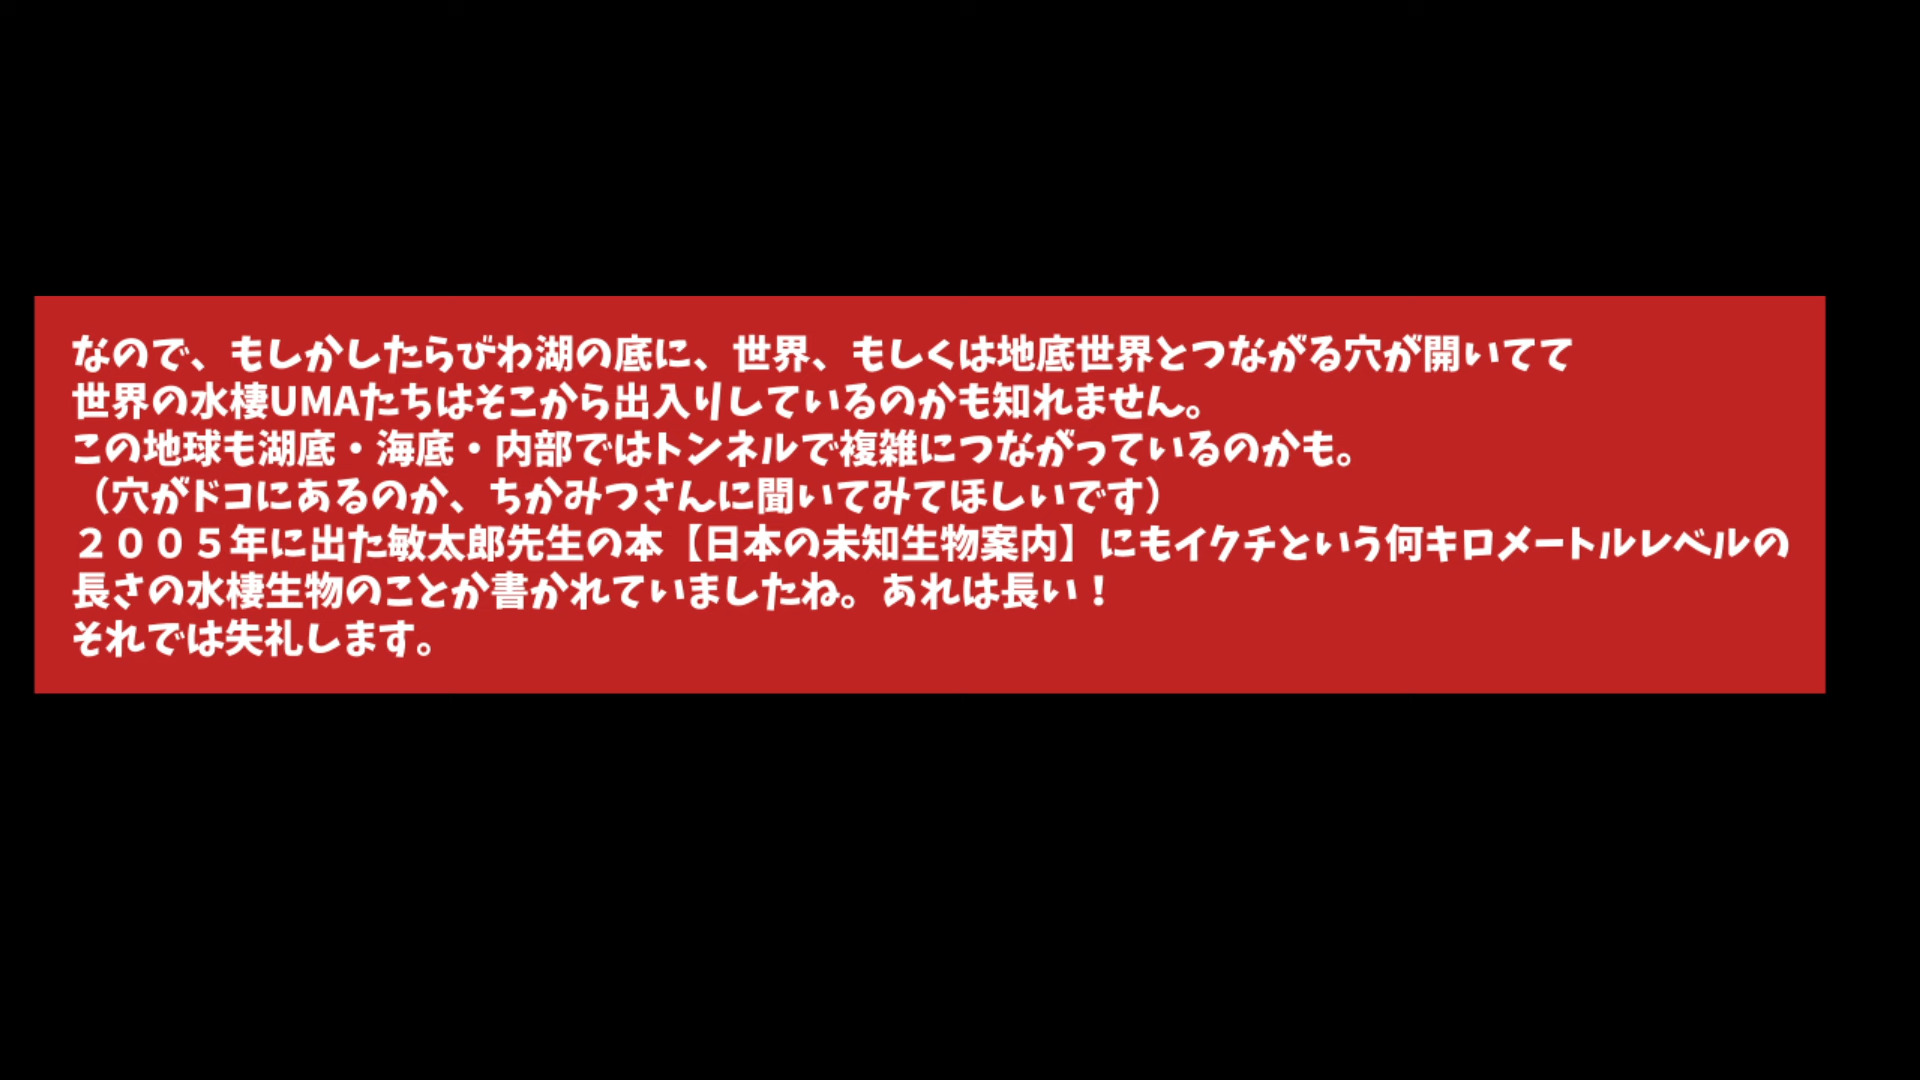 なので、もしかしたらびわ湖の底に、世界、もしくは地底世界とつながる穴が開いてて
世界の水棲UMAたちはそこから出入りしているのかも知れません。
この地球も湖底・海底・内部ではトンネルで複雑につながっているのかも。
（穴がドコにあるのか、ちかみつさんに聞いてみてほしいです）
２００５年に出た敏太郎先生の本【日本の未知生物案内】にもイクチという何キロメートルレベルの
長さの水棲生物のことか書かれていましたね。あれは長い！
それでは失礼します。